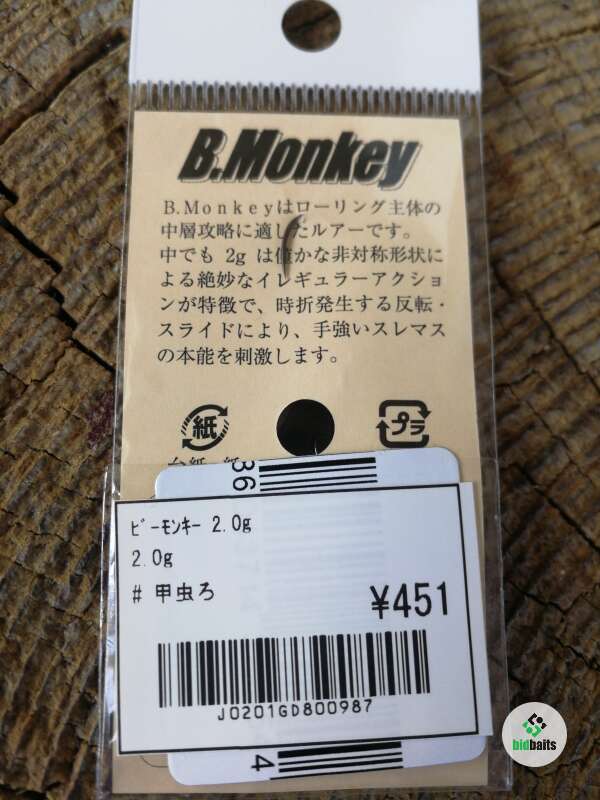 B.Monkey
B.Monkeyはローリング主体の
中層攻略に適したルアーです。
中でも 2g は僅かな非対称形状に
よる絶妙なイレギュラーアクショ
ンが特徴で、時折発生する反転・
スライドにより、手強いスレマス
の本能を刺激します。
紙 プラ
台紙 紙
36
ﾋﾞｰﾓﾝｷｰ 2.0g
2.0g
# 甲虫ろ
¥451
J0201GD800987
4
bidbaits